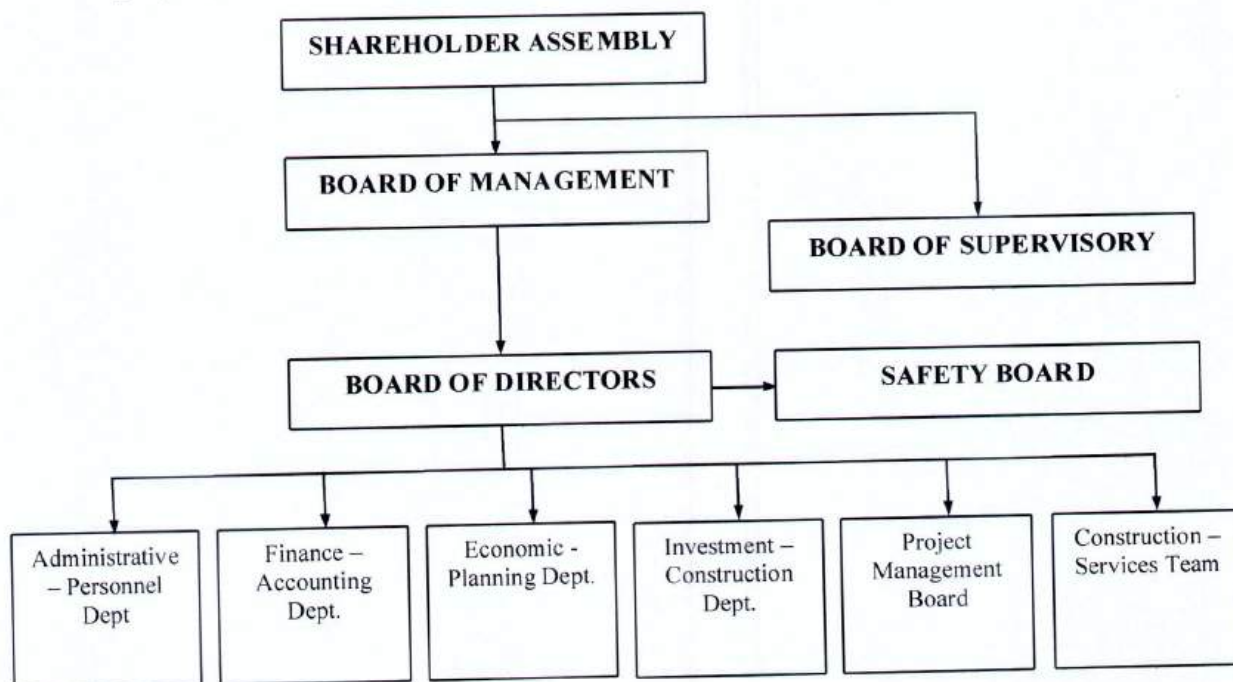 SHAREHOLDER ASSEMBLY
BOARD OF MANAGEMENT
BOARD OF SUPERVISORY
BOARD OF DIRECTORS
SAFETY BOARD
Administrative
– Personnel
Dept
Finance –
Accounting
Dept.
Economic -
Planning Dept.
Investment –
Construction
Dept.
Project
Management
Board
Construction –
Services Team